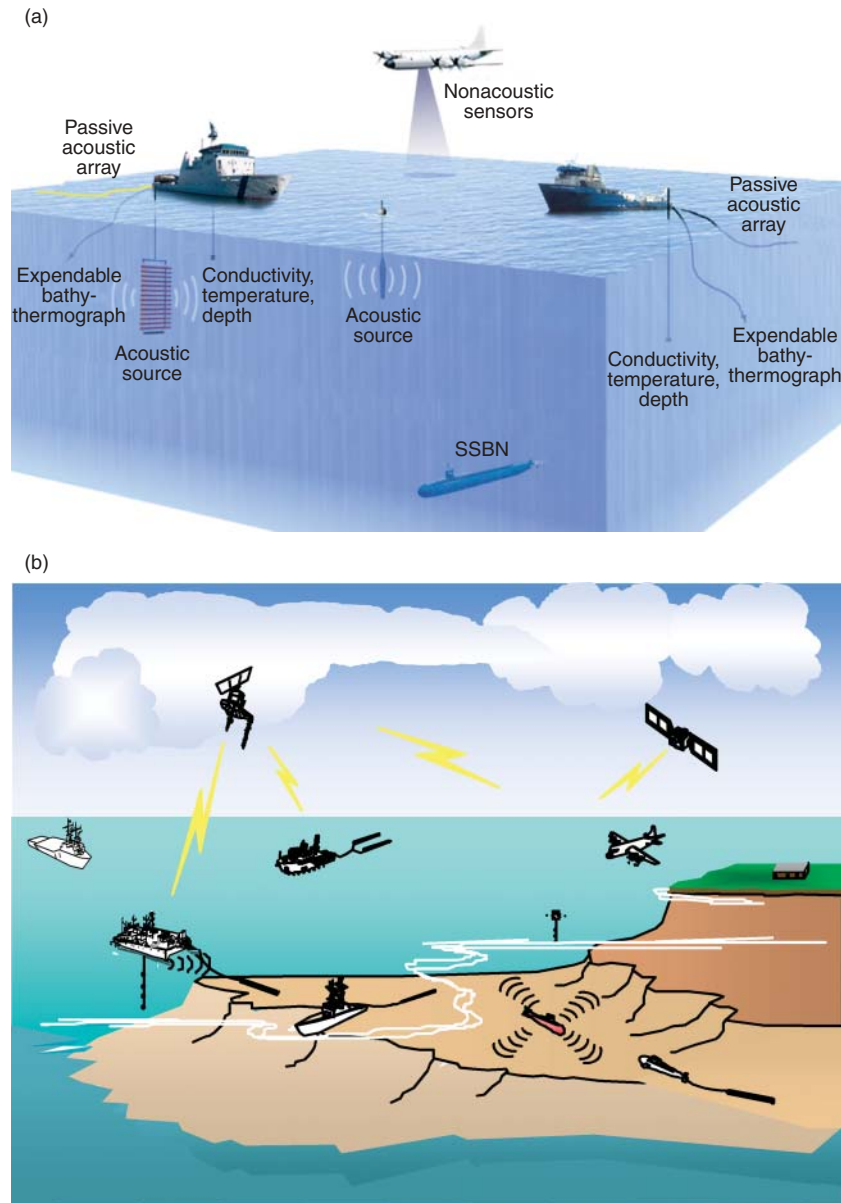 (a)
Nonacoustic
sensors
Passive
acoustic
array
Passive
acoustic
array
Expendable
bathy-
thermograph
Conductivity,
temperature,
depth
Acoustic
source
Acoustic
source
Conductivity,
temperature,
depth
Expendable
bathy-
thermograph
SSBN
(b)